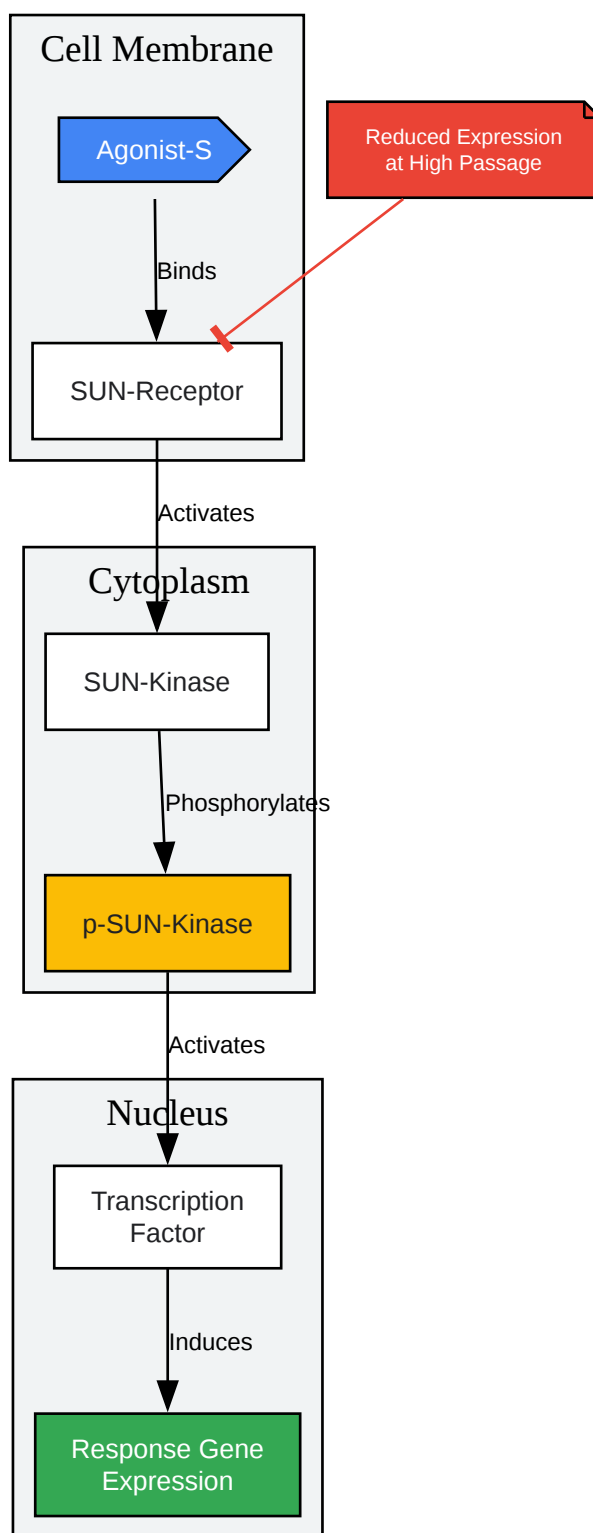 Cell Membrane
Agonist-S
Reduced Expression
at High Passage
Binds
SUN-Receptor
Activates
Cytoplasm
SUN-Kinase
Phosphorylates
p-SUN-Kinase
Activates
Nucleus
Transcription
Factor
Induces
Response Gene
Expression